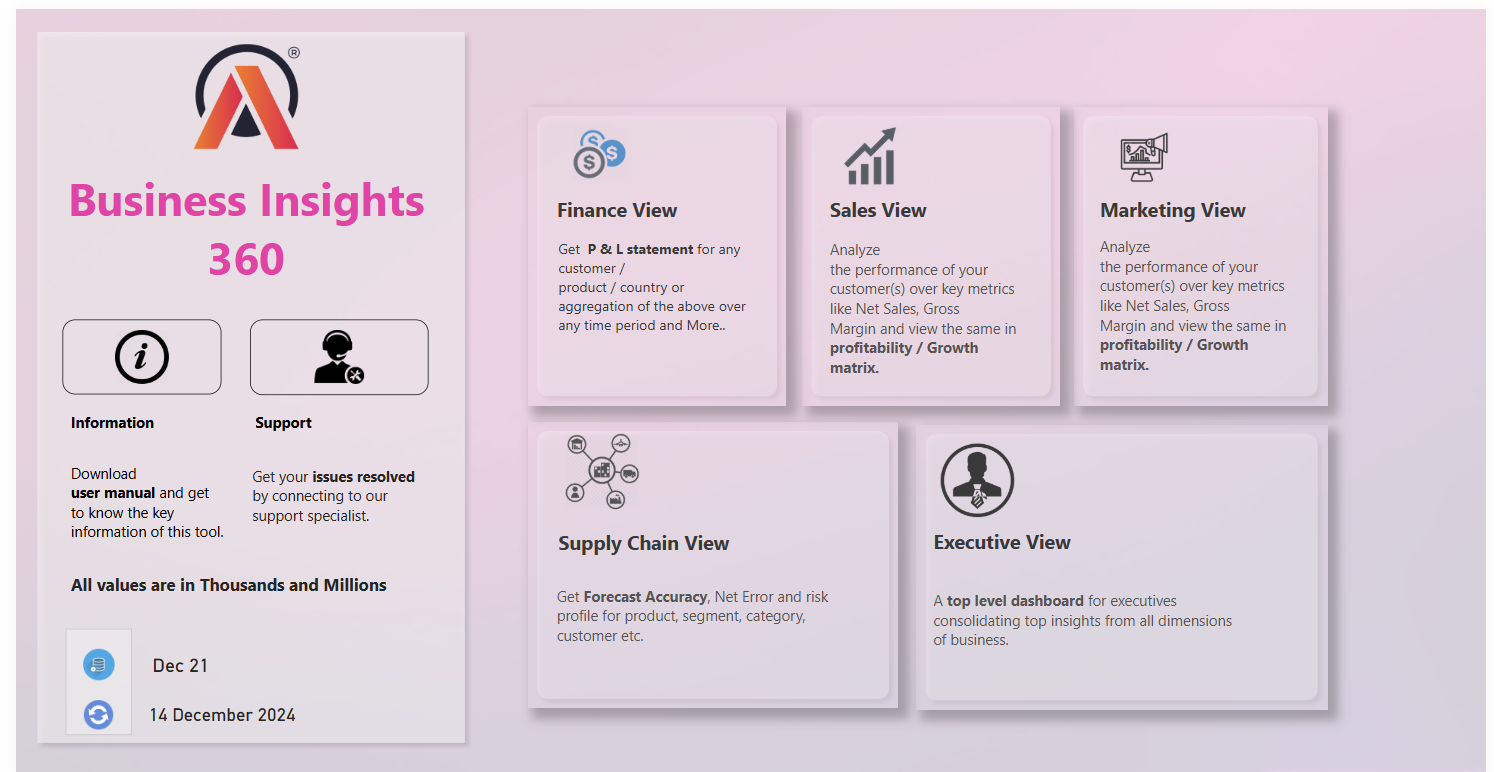 ®
Business Insights
360
Information
Support
Download
user manual and get
to know the key
information of this tool.
Get your issues resolved
by connecting to our
support specialist.
All values are in Thousands and Millions
Dec 21
14 December 2024
Finance View
Get  P & L statement for any
customer /
product / country or
aggregation of the above over
any time period and More..
Sales View
Analyze
the performance of your
customer(s) over key metrics
like Net Sales, Gross
Margin and view the same in
profitability / Growth
matrix.
Marketing View
Analyze
the performance of your
customer(s) over key metrics
like Net Sales, Gross
Margin and view the same in
profitability / Growth
matrix.
Supply Chain View
Get Forecast Accuracy, Net Error and risk
profile for product, segment, category,
customer etc.
Executive View
A top level dashboard for executives
consolidating top insights from all dimensions
of business.